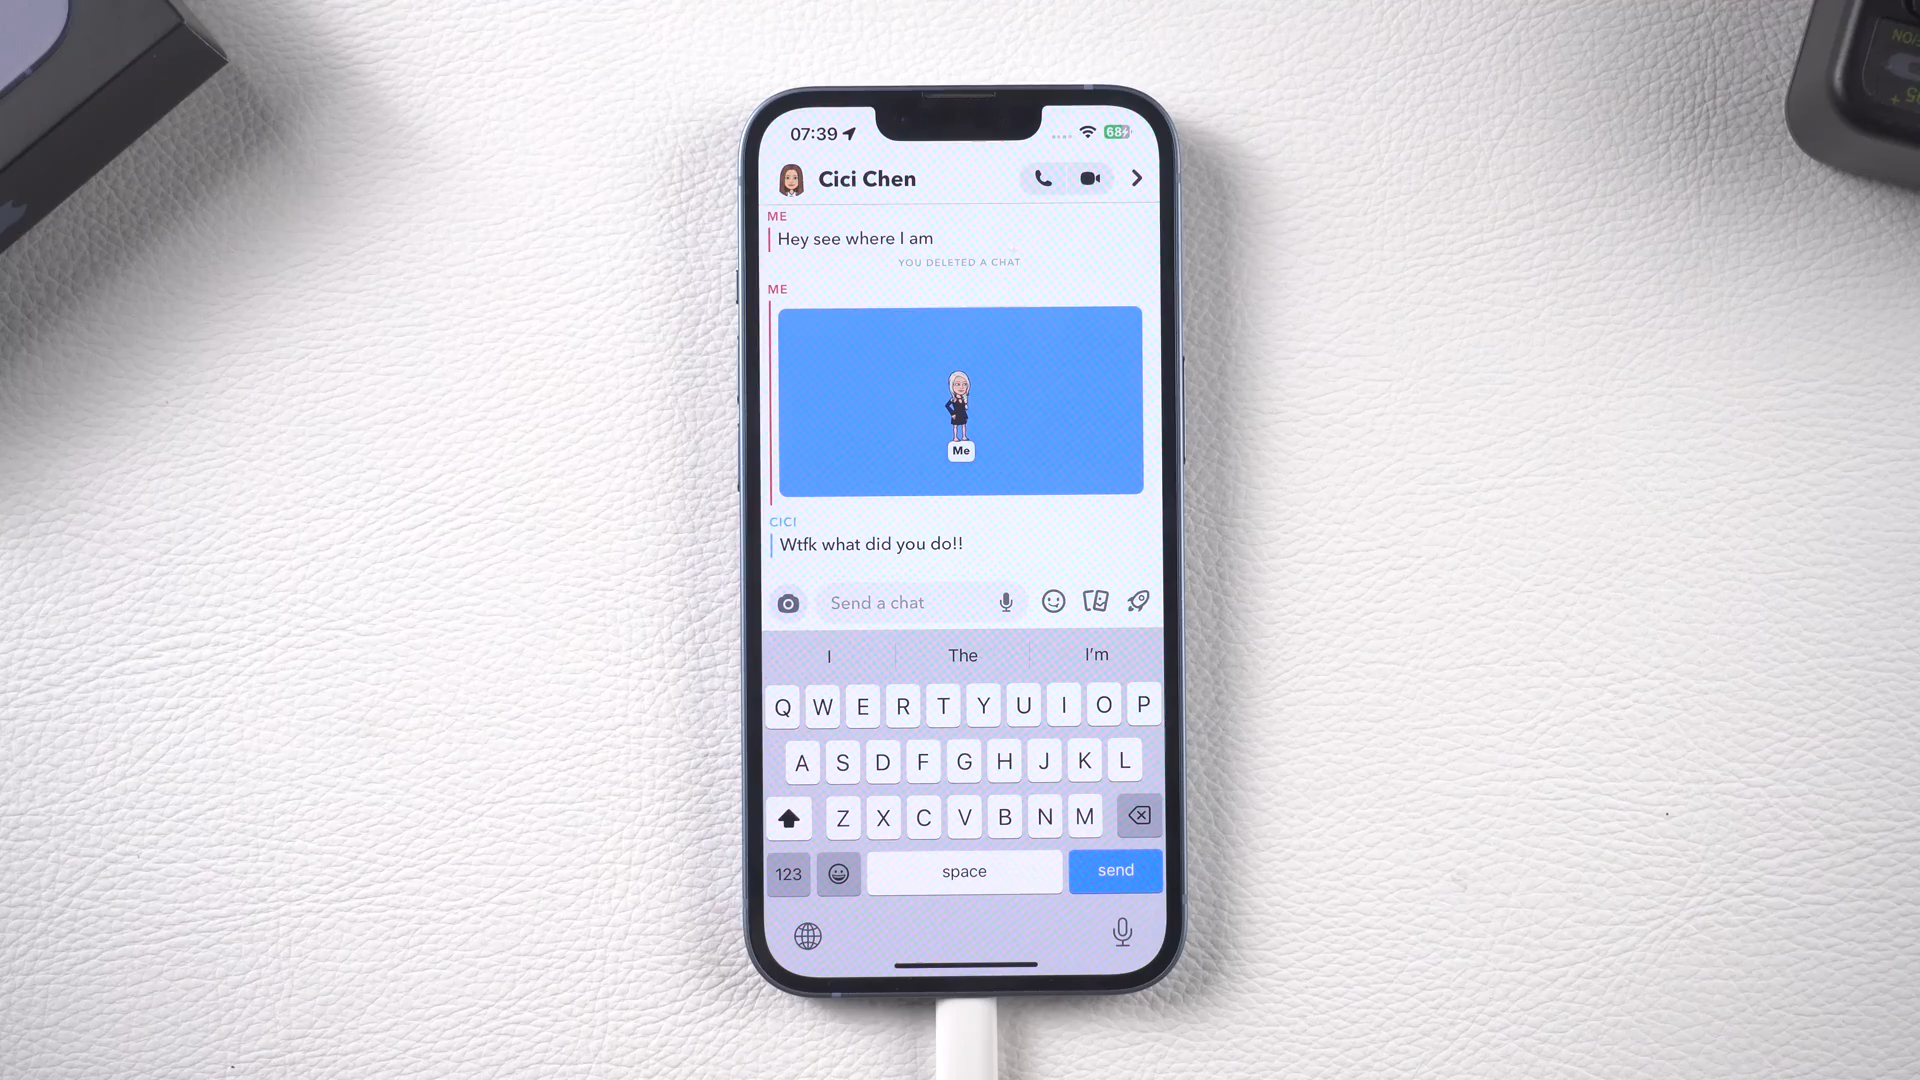 07:39
68
Cici Chen
ME
Hey see where I am
YOU DELETED A CHAT
ME
Me
CICI
Wtfk what did you do!!
Send a chat
I The I'm
Q W E R T Y U I O P
A S D F G H J K L
Z X C V B N M
123 space send